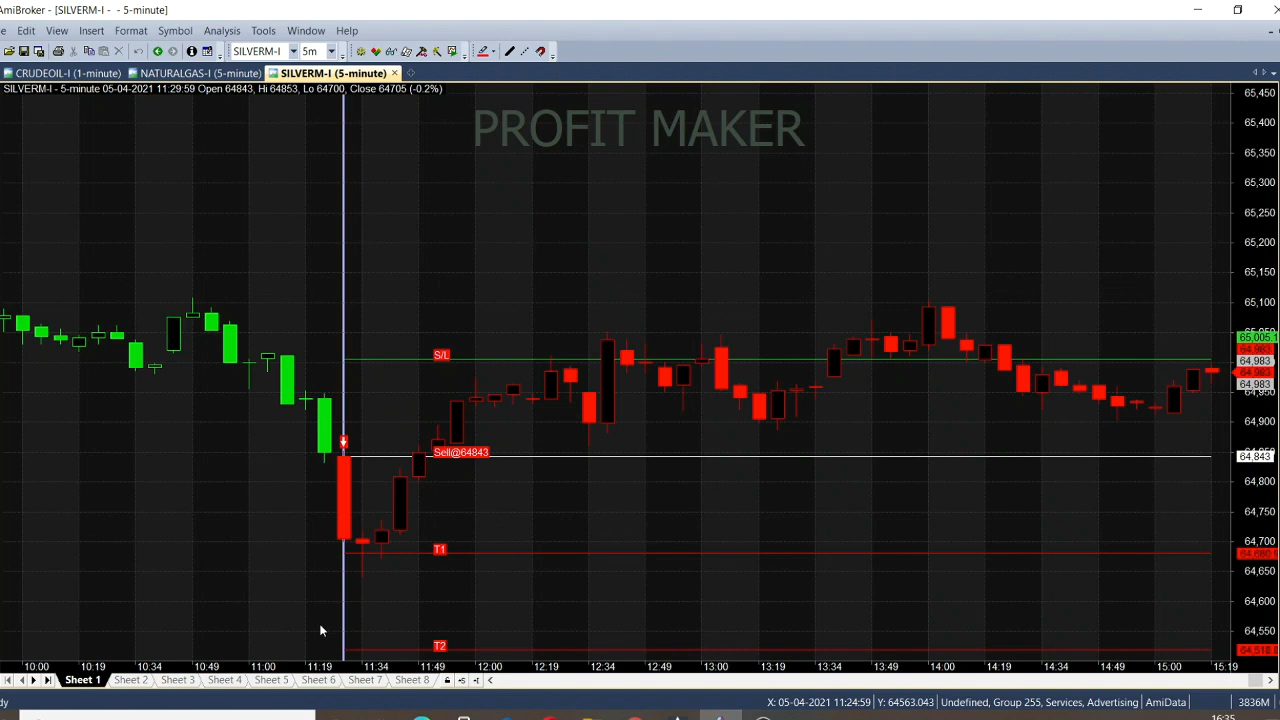 AmiBroker - [SILVERM-I - - 5-minute]
Edit View Insert Format Symbol Analysis Tools Window Help
SILVERM-I 5m
CRUDEOIL-I (1-minute) NATURALGAS-I (5-minute) SILVERM-I (5-minute)
SILVERM-I - 5-minute 05-04-2021 11:29:59 Open 64843, Hi 64853, Lo 64700, Close 64705 (-0.2%)
PROFIT MAKER
65,450
65,400
65,350
65,300
65,250
65,200
65,150
65,100
65,005.1
64,983
64,983
64,983
64,900
64,843
64,800
64,750
64,700
64,650
64,600
64,550
S/L
Sell@64843
T1
T2
10:00 10:19 10:34 10:49 11:00 11:19 11:34 11:49 12:00 12:19 12:34 12:49 13:00 13:19 13:34 13:49 14:00 14:19 14:34 14:49 15:00 15:19
Sheet 1 Sheet 2 Sheet 3 Sheet 4 Sheet 5 Sheet 6 Sheet 7 Sheet 8
dy X: 05-04-2021 11:24:59 Y: 64563.043 Undefined, Group 255, Services, Advertising AmiData 3836M
16:35